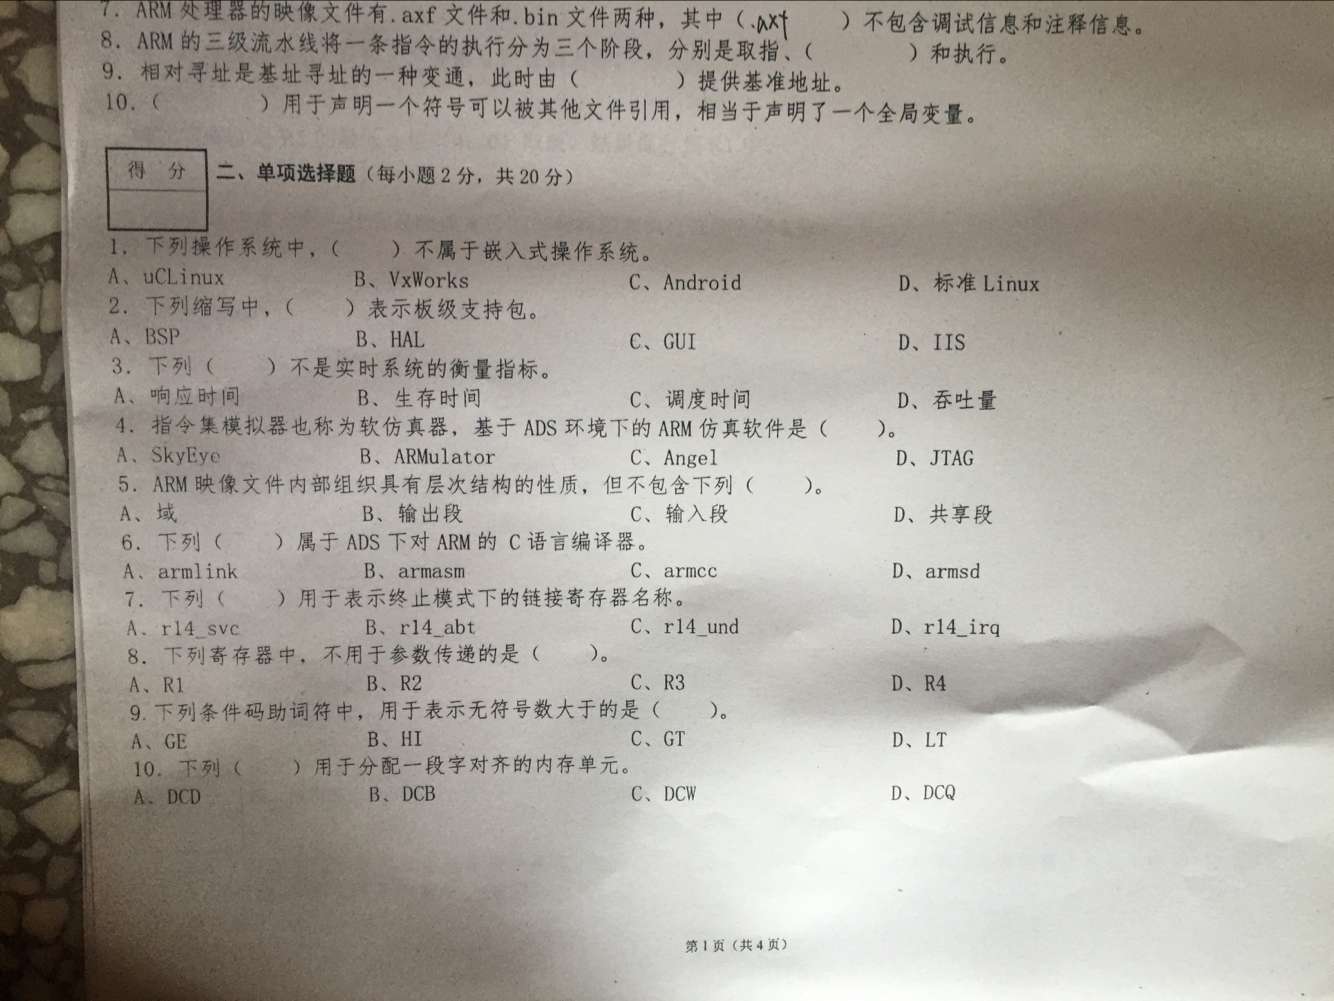 7. ARM 处理器的映像文件有.axf 文件和.bin 文件两种，其中（.axf ）不包含调试信息和注释信息。
8. ARM 的三级流水线将一条指令的执行分为三个阶段，分别是取指、（ ）和执行。
9. 相对寻址是基址寻址的一种变通，此时由（ ）提供基准地址。
10.（ ）用于声明一个符号可以被其他文件引用，相当于声明了一个全局变量。
得 分
二、单项选择题（每小题 2 分，共 20 分）
1. 下列操作系统中，（ ）不属于嵌入式操作系统。
A、uCLinux B、VxWorks C、Android D、标准 Linux
2. 下列缩写中，（ ）表示板级支持包。
A、BSP B、HAL C、GUI D、IIS
3. 下列（ ）不是实时系统的衡量指标。
A、响应时间 B、生存时间 C、调度时间 D、吞吐量
4. 指令集模拟器也称为软仿真器，基于 ADS 环境下的 ARM 仿真软件是（ ）。
A、SkyEye B、ARMulator C、Angel D、JTAG
5. ARM 映像文件内部组织具有层次结构的性质，但不包含下列（ ）。
A、域 B、输出段 C、输入段 D、共享段
6. 下列（ ）属于 ADS 下对 ARM 的 C 语言编译器。
A、armlink B、armasm C、armcc D、armsd
7. 下列（ ）用于表示终止模式下的链接寄存器名称。
A、r14_svc B、r14_abt C、r14_und D、r14_irq
8. 下列寄存器中，不用于参数传递的是（ ）。
A、R1 B、R2 C、R3 D、R4
9. 下列条件码助词符中，用于表示无符号数大于的是（ ）。
A、GE B、HI C、GT D、LT
10. 下列（ ）用于分配一段字对齐的内存单元。
A、DCD B、DCB C、DCW D、DCQ
第 1 页（共 4 页）